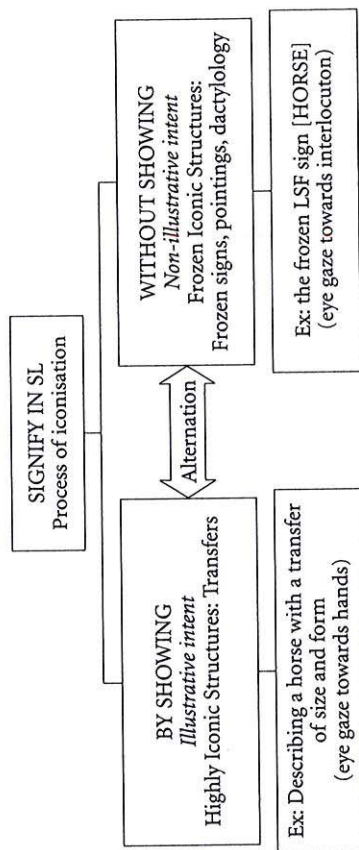 SIGNIFY IN SL
Process of iconisation
BY SHOWING
Illustrative intent
Highly Iconic Structures: Transfers
Alternation
WITHOUT SHOWING
Non-illustrative intent
Frozen Iconic Structures:
Frozen signs, pointings, dactylology
Ex: Describing a horse with a transfer
of size and form
(eye gaze towards hands)
Ex: the frozen LSF sign [HORSE]
(eye gaze towards interlocuton)